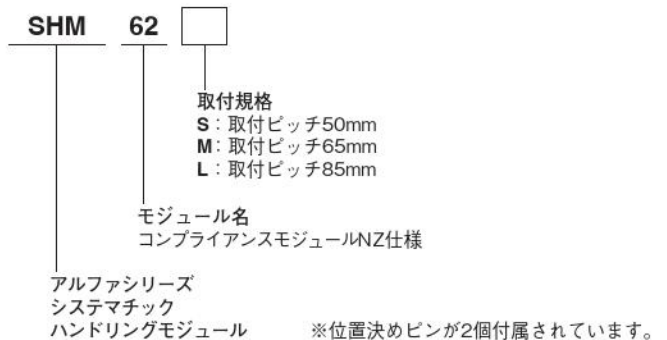 SHM 62
取付規格
S：取付ピッチ50mm
M：取付ピッチ65mm
L：取付ピッチ85mm
モジュール名
コンプライアンスモジュールNZ仕様
アルファシリーズ
システマチック
ハンドリングモジュール ※位置決めピンが2個付属されています。